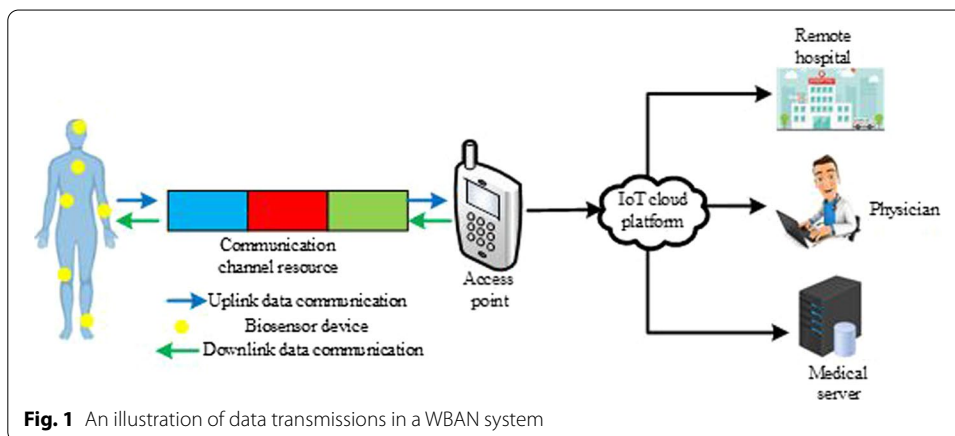 Remote
hospital
IoT cloud
platform
Physician
Communication
channel resource
Access
point
Uplink data communication
Biosensor device
Downlink data communication
Medical
server
Fig. 1 An illustration of data transmissions in a WBAN system